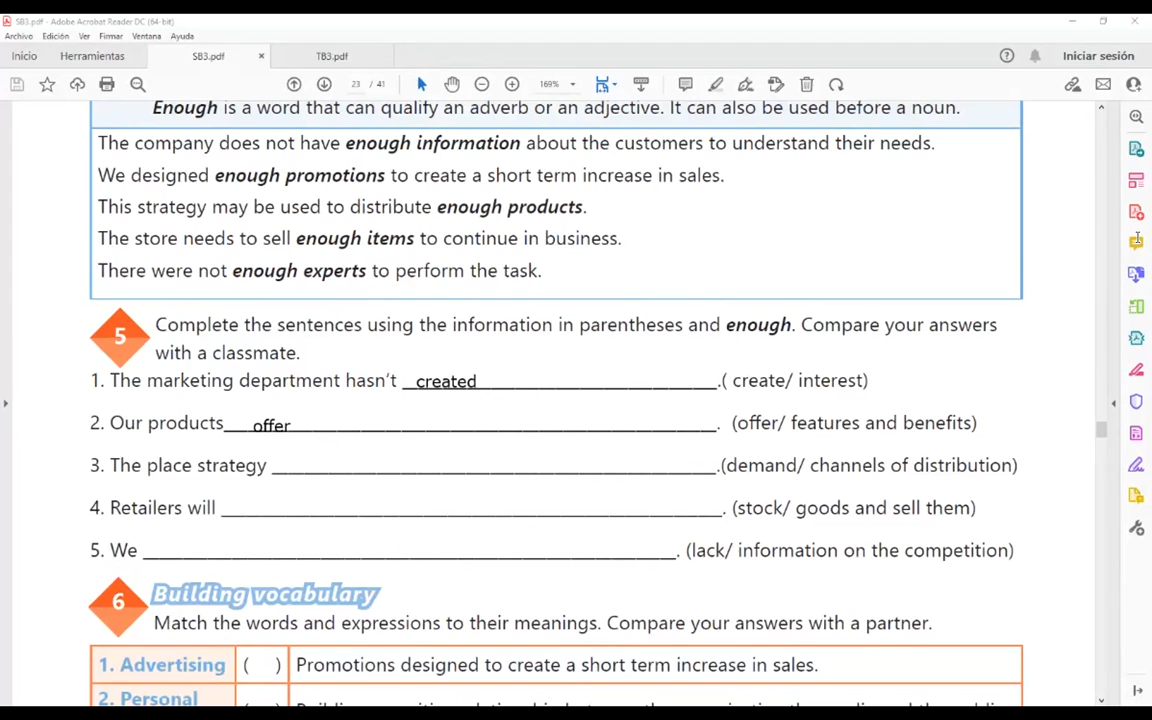 SB3.pdf - Adobe Acrobat Reader DC (64-bit)
Archivo Edición Ver Firmar Ventana Ayuda
Inicio Herramientas SB3.pdf × TB3.pdf Iniciar sesión
23 / 41 169%
Enough is a word that can qualify an adverb or an adjective. It can also be used before a noun.
The company does not have enough information about the customers to understand their needs.
We designed enough promotions to create a short term increase in sales.
This strategy may be used to distribute enough products.
The store needs to sell enough items to continue in business.
There were not enough experts to perform the task.
5 Complete the sentences using the information in parentheses and enough. Compare your answers
with a classmate.
1. The marketing department hasn't __created______________________.( create/ interest)
2. Our products___offer______________________. (offer/ features and benefits)
3. The place strategy ______________________.(demand/ channels of distribution)
4. Retailers will ______________________. (stock/ goods and sell them)
5. We ______________________. (lack/ information on the competition)
6 Building vocabulary
Match the words and expressions to their meanings. Compare your answers with a partner.
1. Advertising ( ) Promotions designed to create a short term increase in sales.
2. Personal